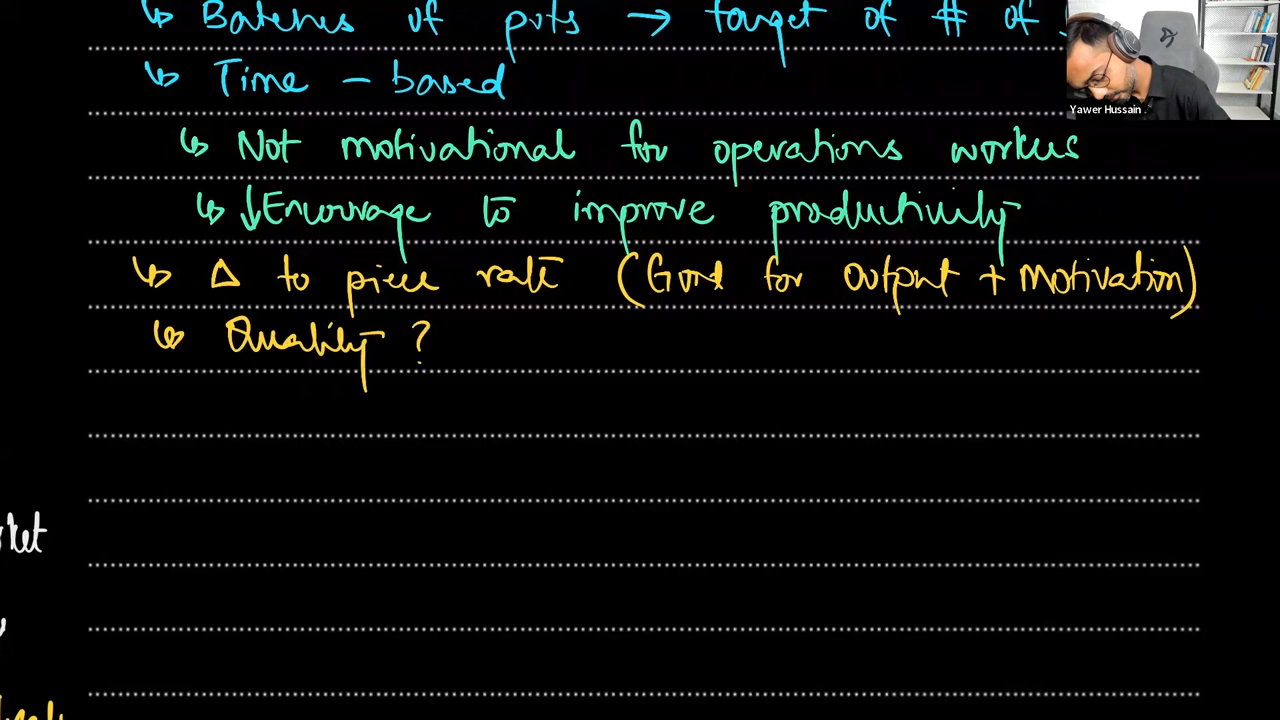 ↳ Batches of pots → target of # of
↳ Time - based
Yawer Hussain
↳ Not motivational for operations workers
↳ ↓Encourage to improve productivity
↳ Δ to piece rate (Good for output + motivation)
↳ Quality ?